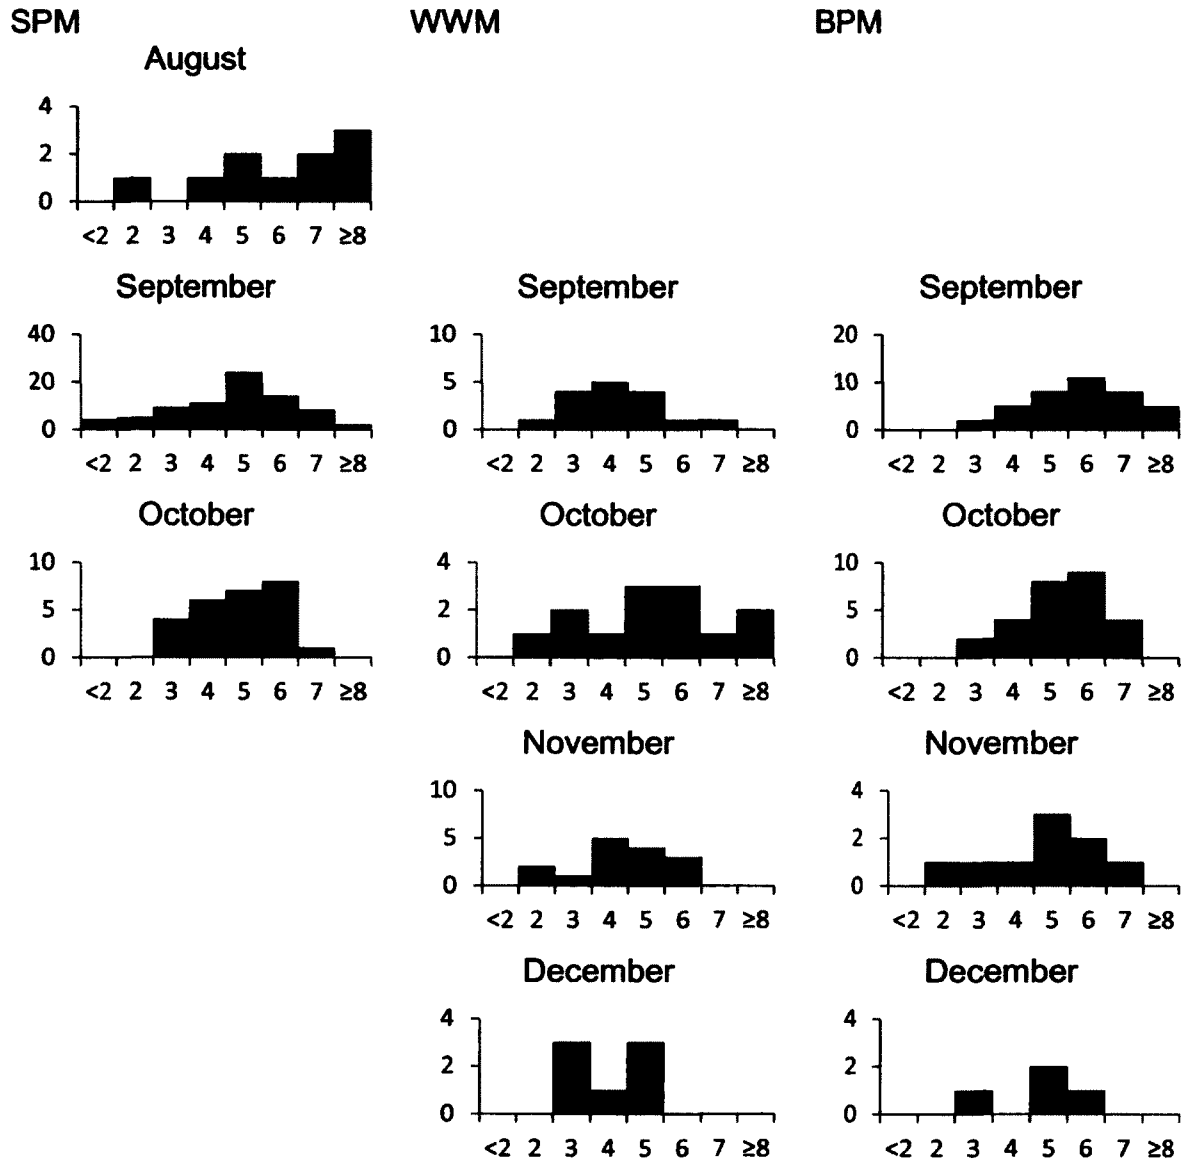 SPM WWM BPM
August
4
2
0
<2 2 3 4 5 6 7 ≥8
September September September
40 10 20
20 5 10
0 0 0
<2 2 3 4 5 6 7 ≥8 <2 2 3 4 5 6 7 ≥8 <2 2 3 4 5 6 7 ≥8
October October October
10 4 10
5 2 5
0 0 0
<2 2 3 4 5 6 7 ≥8 <2 2 3 4 5 6 7 ≥8 <2 2 3 4 5 6 7 ≥8
November November
10 4
5 2
0 0
<2 2 3 4 5 6 7 ≥8 <2 2 3 4 5 6 7 ≥8
December December
4 4
2 2
0 0
<2 2 3 4 5 6 7 ≥8 <2 2 3 4 5 6 7 ≥8